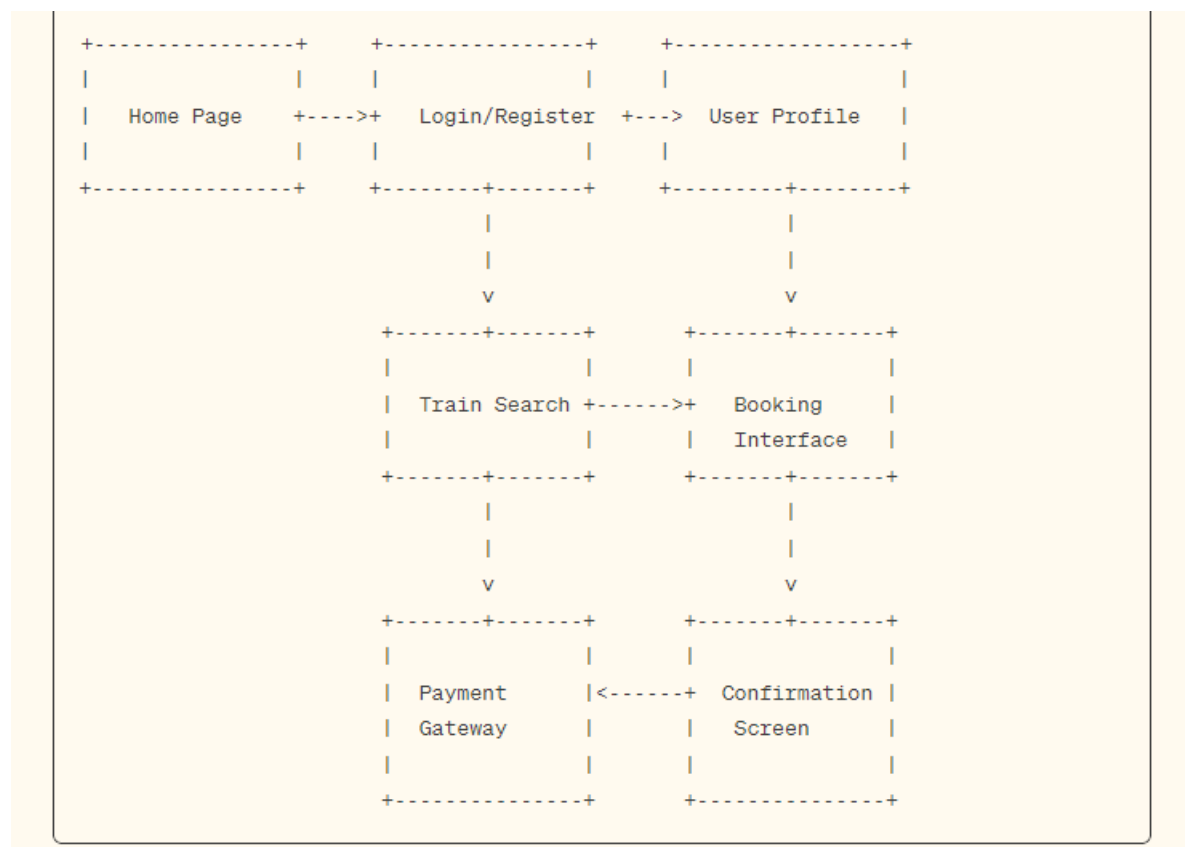 +----------------+     +----------------+     +------------------+
|                |     |                |     |                  |
|   Home Page    +---->+   Login/Register  +--->  User Profile   |
|                |     |                |     |                  |
+----------------+     +--------+-------+     +---------+--------+
                                |                       |
                                |                       |
                                v                       v
                        +-------+-------+       +-------+-------+
                        |               |       |               |
                        |  Train Search +------>+   Booking     |
                        |               |       |   Interface   |
                        +-------+-------+       +-------+-------+
                                |                       |
                                |                       |
                                v                       v
                        +-------+-------+       +-------+-------+
                        |               |       |               |
                        |  Payment      |<------+  Confirmation |
                        |  Gateway      |       |   Screen      |
                        |               |       |               |
                        +---------------+       +---------------+